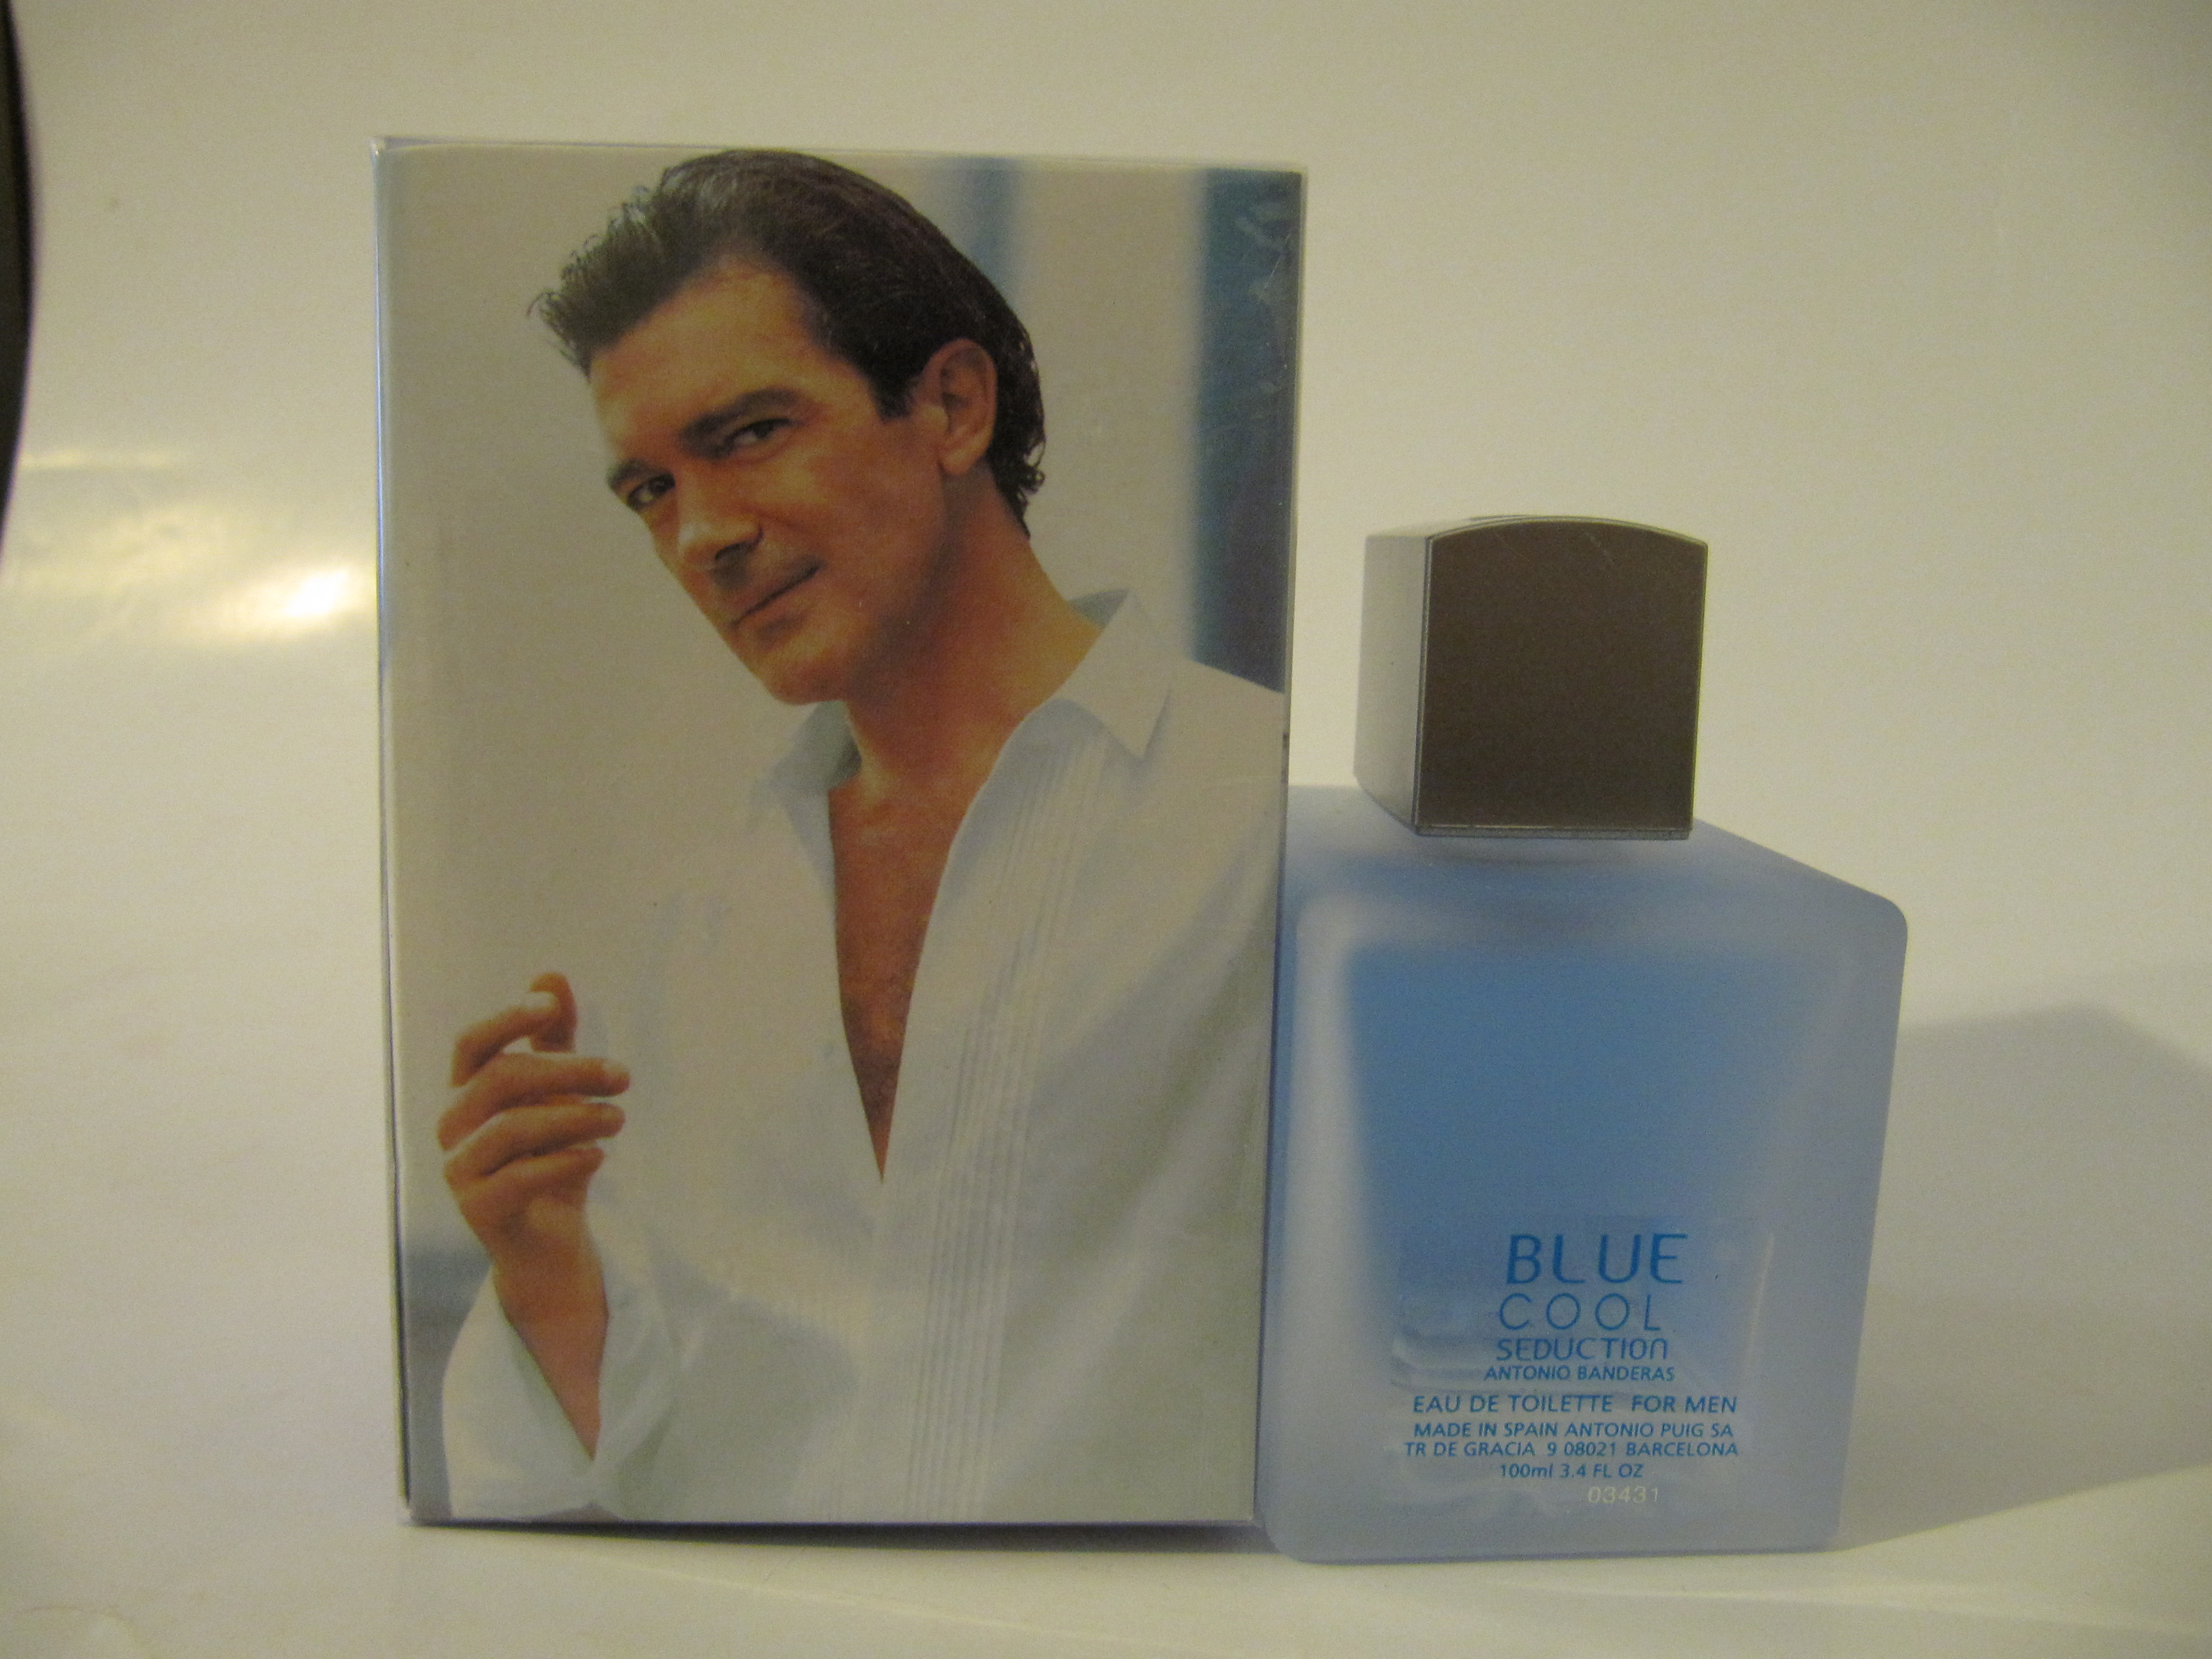 BLUE
COOL
SEDUCTION
ANTONIO BANDERAS
EAU DE TOILETTE FOR MEN
MADE IN SPAIN ANTONIO PUIG SA
TR DE GRACIA 9 08021 BARCELONA
100ml 3.4 FL OZ
03431